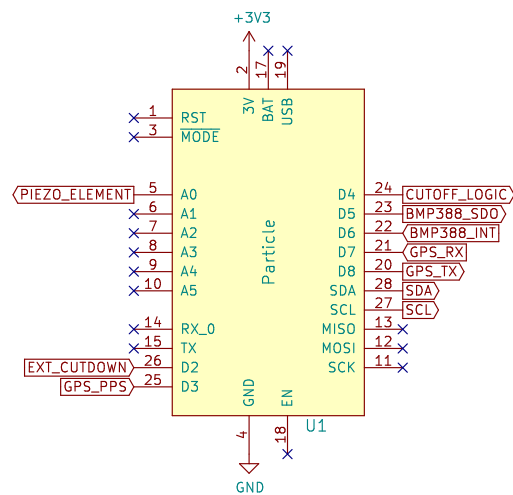 +3V3
2 17 19
3V BAT USB
1 RST
3 MODE
PIEZO_ELEMENT 5 A0 D4 24 CUTOFF_LOGIC
6 A1 D5 23 BMP388_SDO
7 A2 D6 22 BMP388_INT
8 A3 D7 21 GPS_RX
9 A4 D8 20 GPS_TX
10 A5 SDA 28 SDA
SCL 27 SCL
14 RX_0 MISO 13
15 TX MOSI 12
EXT_CUTDOWN 26 D2 SCK 11
GPS_PPS 25 D3
Particle
GND EN
U1
4 18
GND